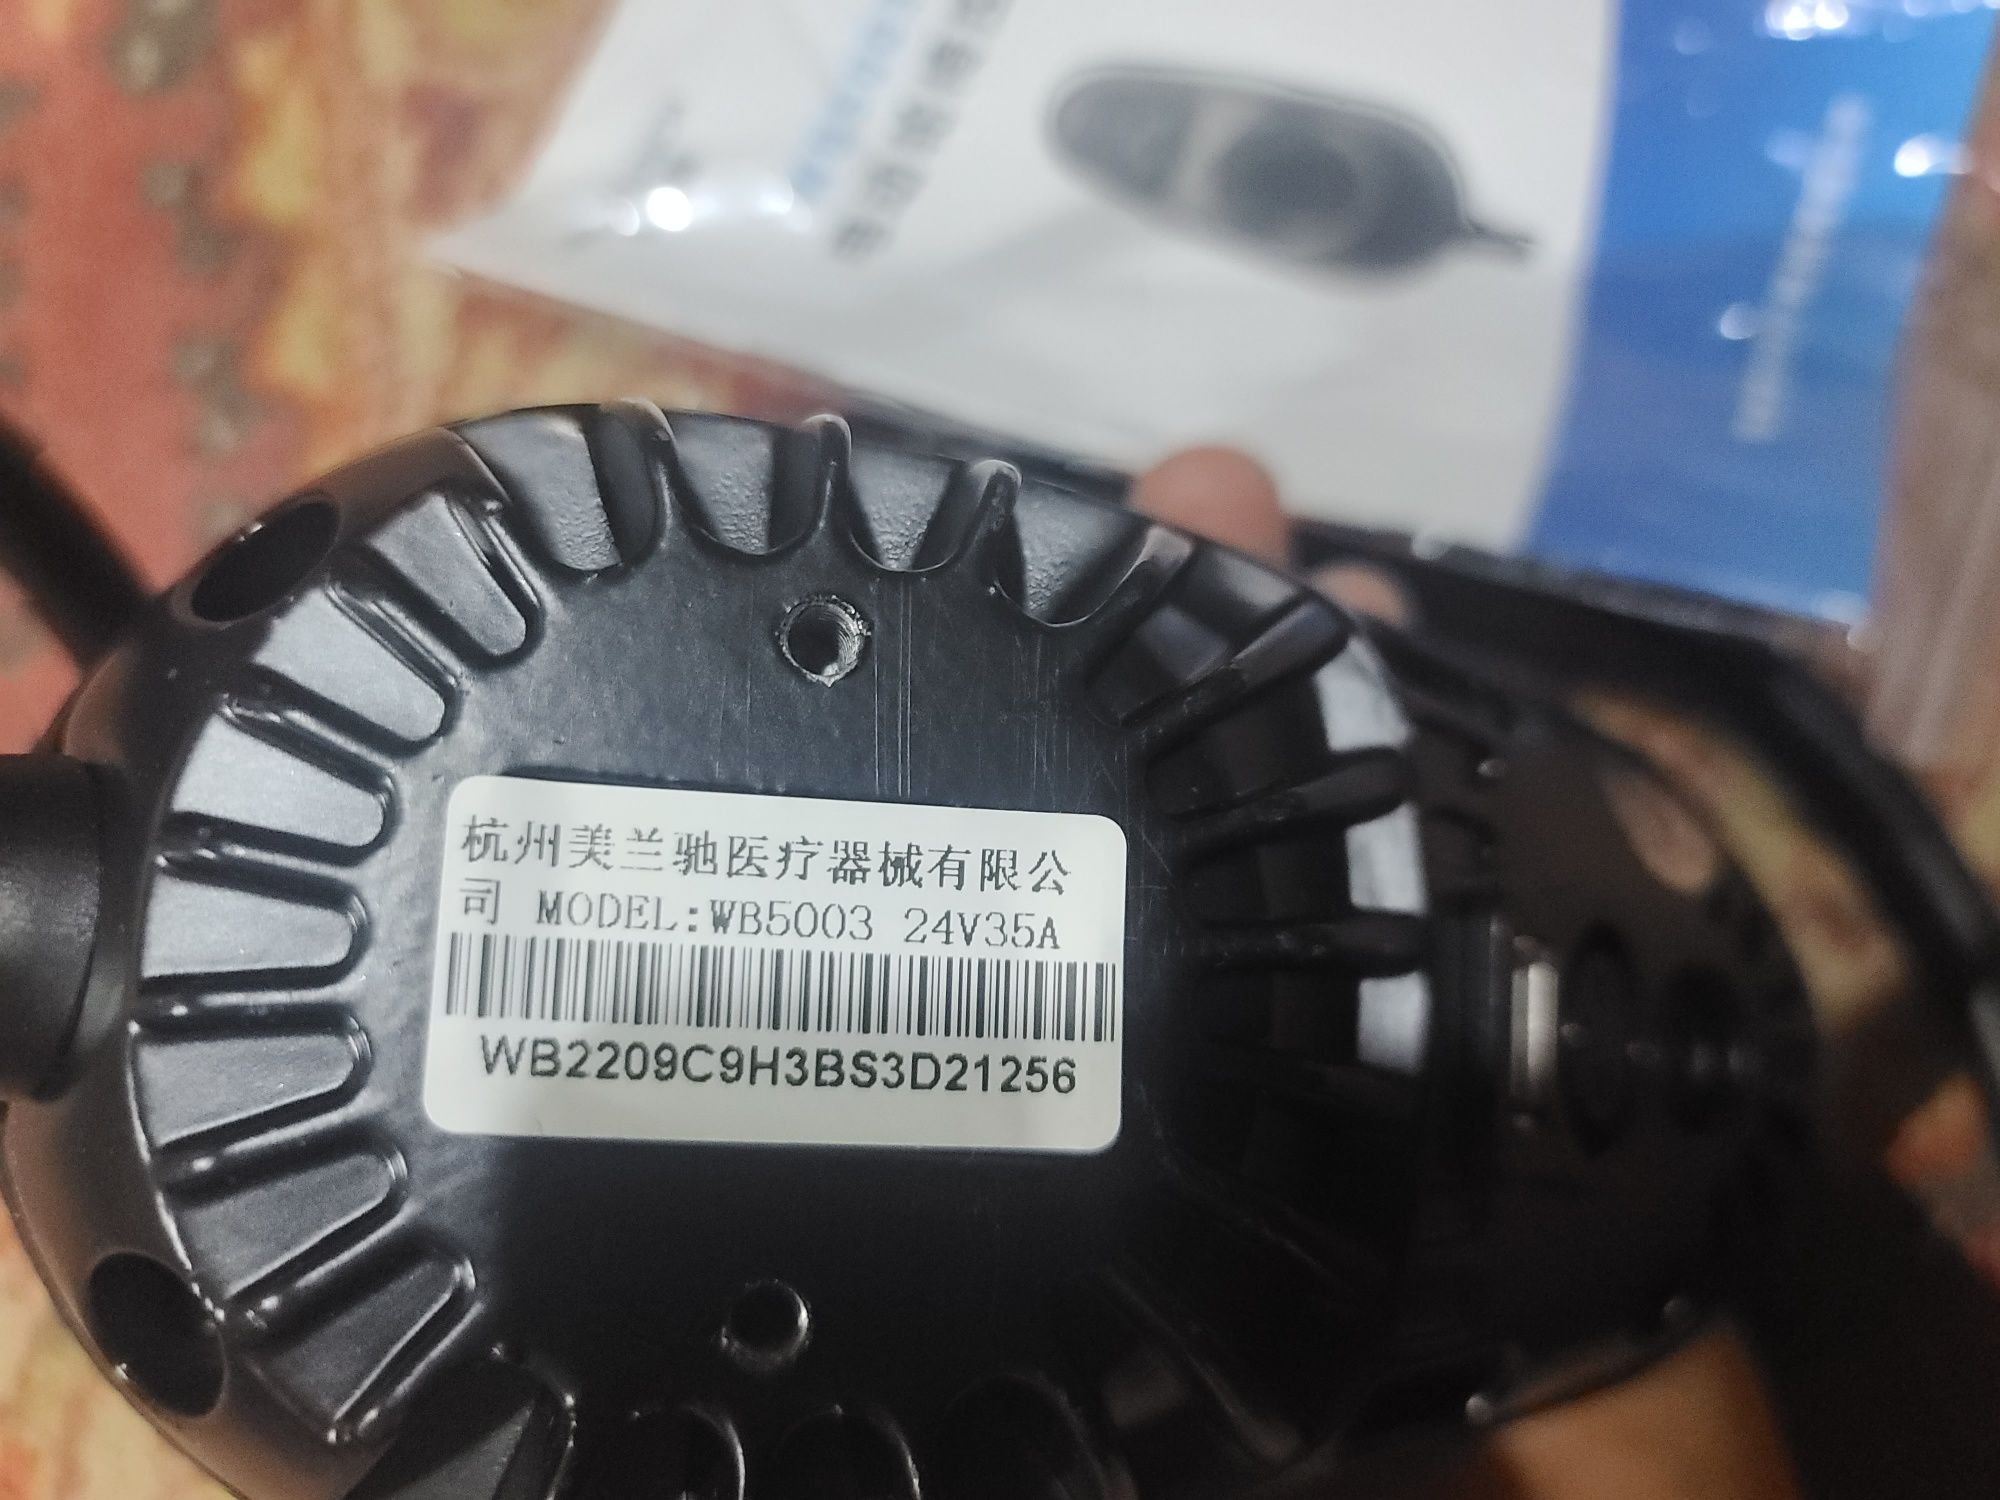 杭州美兰驰医疗器械有限公
司 MODEL:WB5003 24V35A
WB2209C9H3BS3D21256